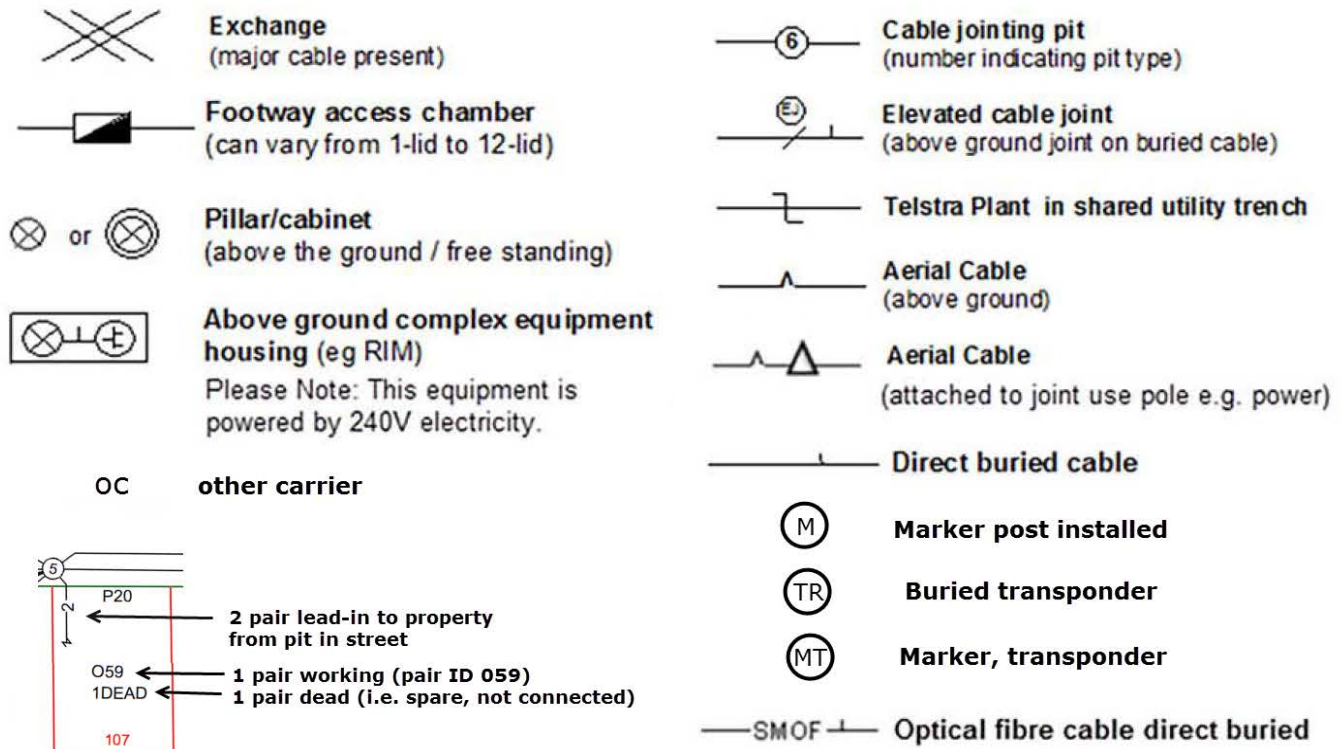 Exchange
(major cable present)
Footway access chamber
(can vary from 1-lid to 12-lid)
or
Pillar/cabinet
(above the ground / free standing)
Above ground complex equipment
housing (eg RIM)
Please Note: This equipment is
powered by 240V electricity.
OC other carrier
5
P20
2
2 pair lead-in to property
from pit in street
O59
1 pair working (pair ID 059)
1DEAD
1 pair dead (i.e. spare, not connected)
107
6
Cable jointing pit
(number indicating pit type)
EJ
Elevated cable joint
(above ground joint on buried cable)
Telstra Plant in shared utility trench
Aerial Cable
(above ground)
Aerial Cable
(attached to joint use pole e.g. power)
Direct buried cable
M Marker post installed
TR Buried transponder
MT Marker, transponder
SMOF Optical fibre cable direct buried